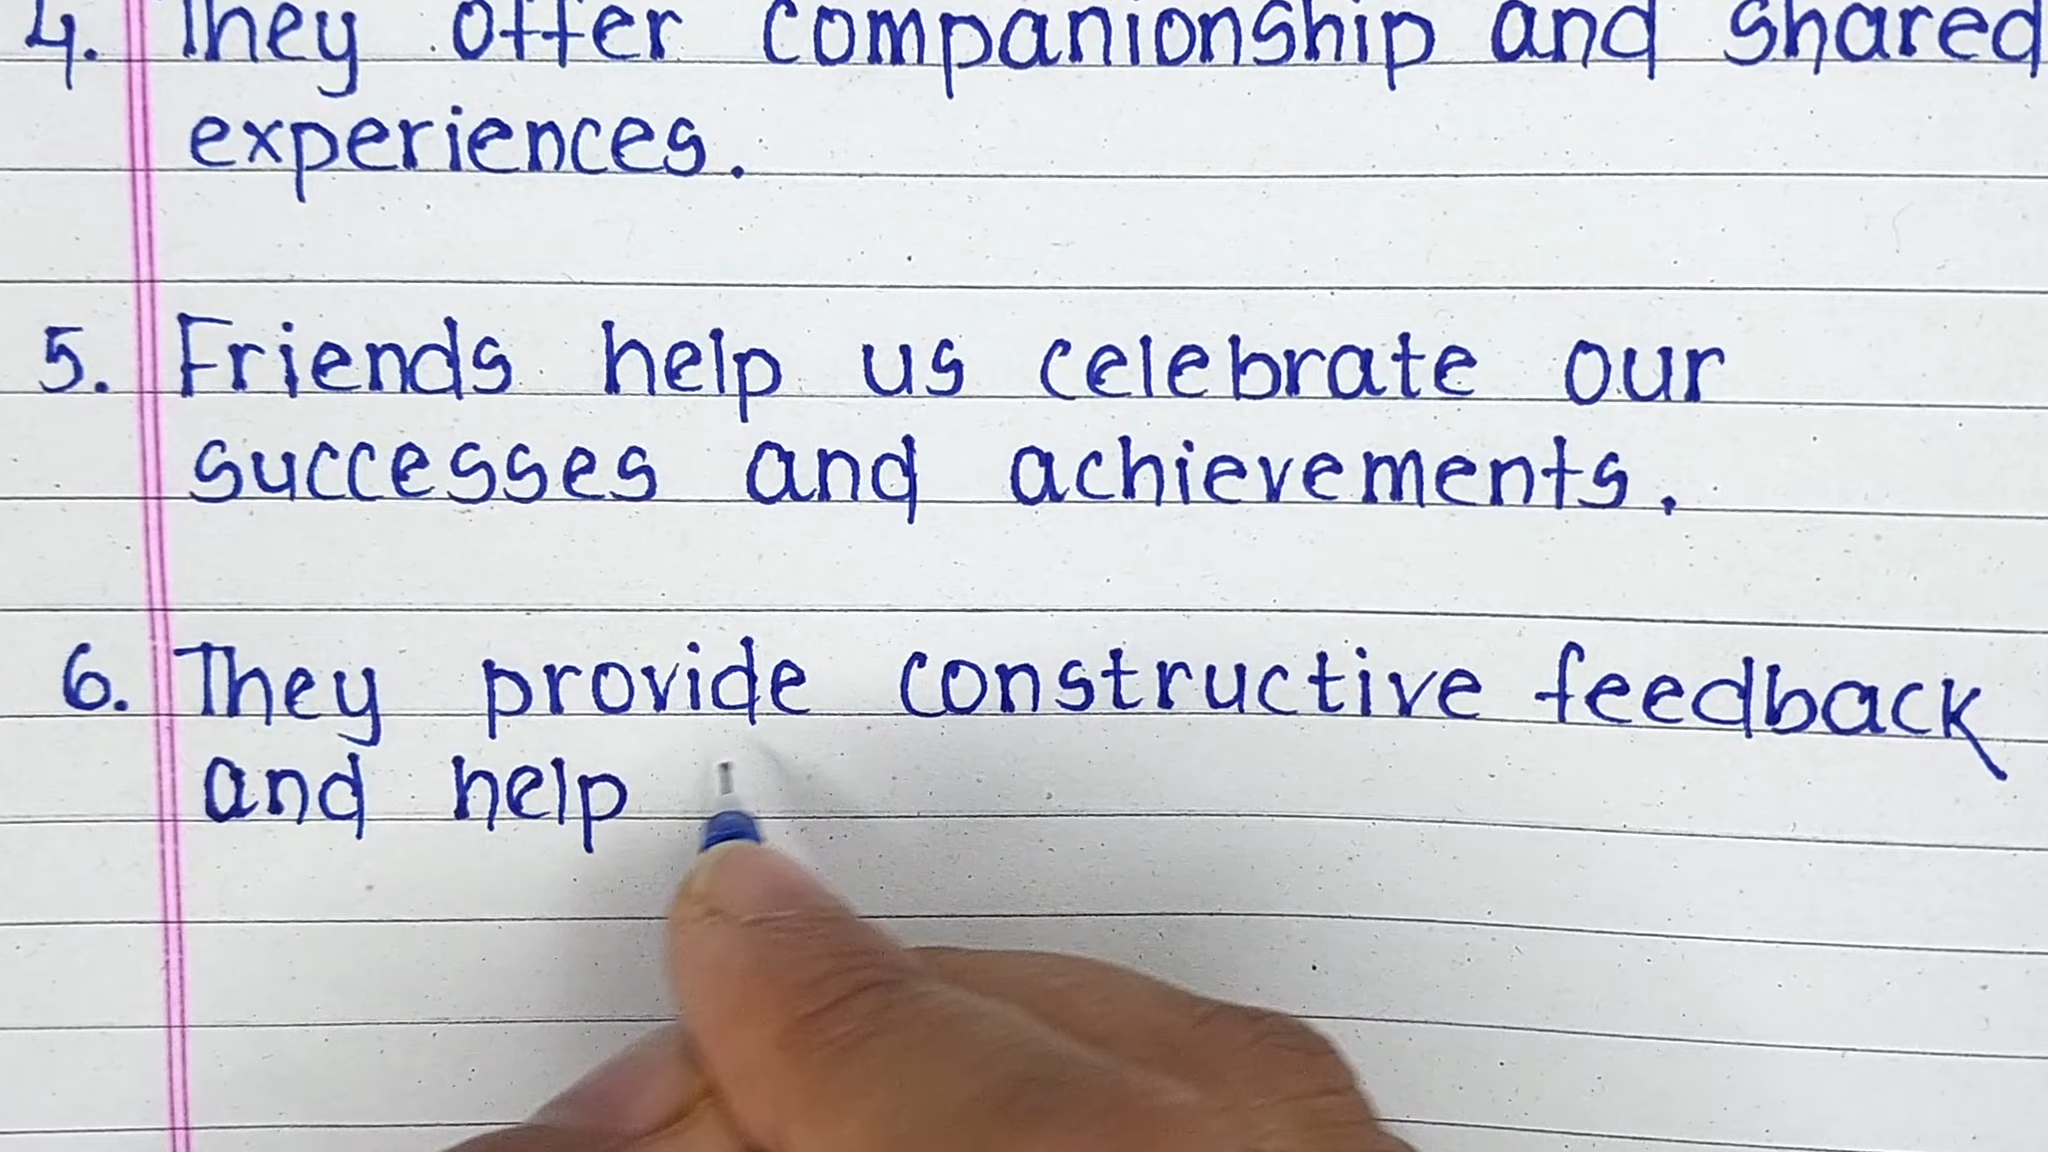 4. They offer companionship and shared
experiences.
5. Friends help us celebrate our
successes and achievements.
6. They provide constructive feedback
and help